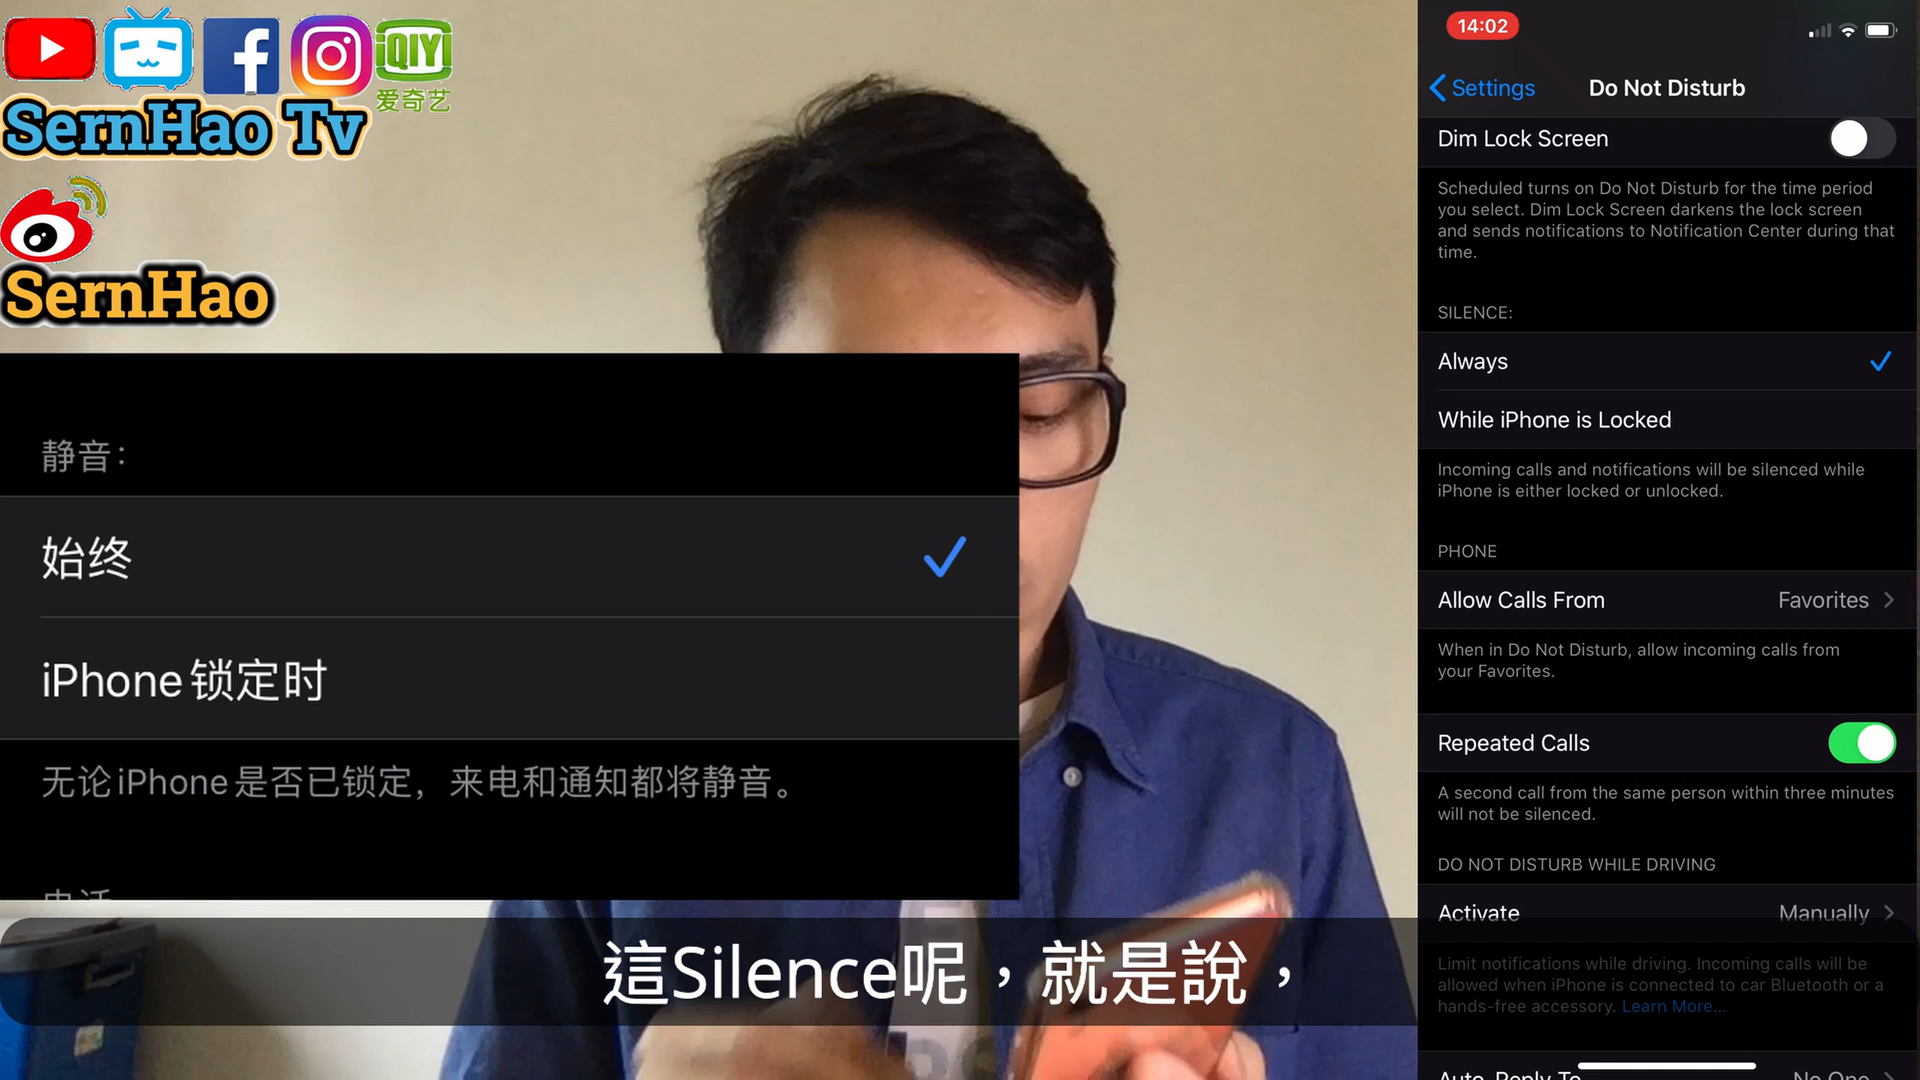 iQIY
爱奇艺
SernHao Tv
SernHao
静音：
始终
iPhone锁定时
无论iPhone是否已锁定，来电和通知都将静音。
這Silence呢，就是說，
14:02
Settings
Do Not Disturb
Dim Lock Screen
Scheduled turns on Do Not Disturb for the time period
you select. Dim Lock Screen darkens the lock screen
and sends notifications to Notification Center during that
time.
SILENCE:
Always
While iPhone is Locked
Incoming calls and notifications will be silenced while
iPhone is either locked or unlocked.
PHONE
Allow Calls From
Favorites
When in Do Not Disturb, allow incoming calls from
your Favorites.
Repeated Calls
A second call from the same person within three minutes
will not be silenced.
DO NOT DISTURB WHILE DRIVING
Activate
Manually
Limit notifications while driving. Incoming calls will be
allowed when iPhone is connected to car Bluetooth or a
hands-free accessory. Learn More...
Auto-Reply To
No One